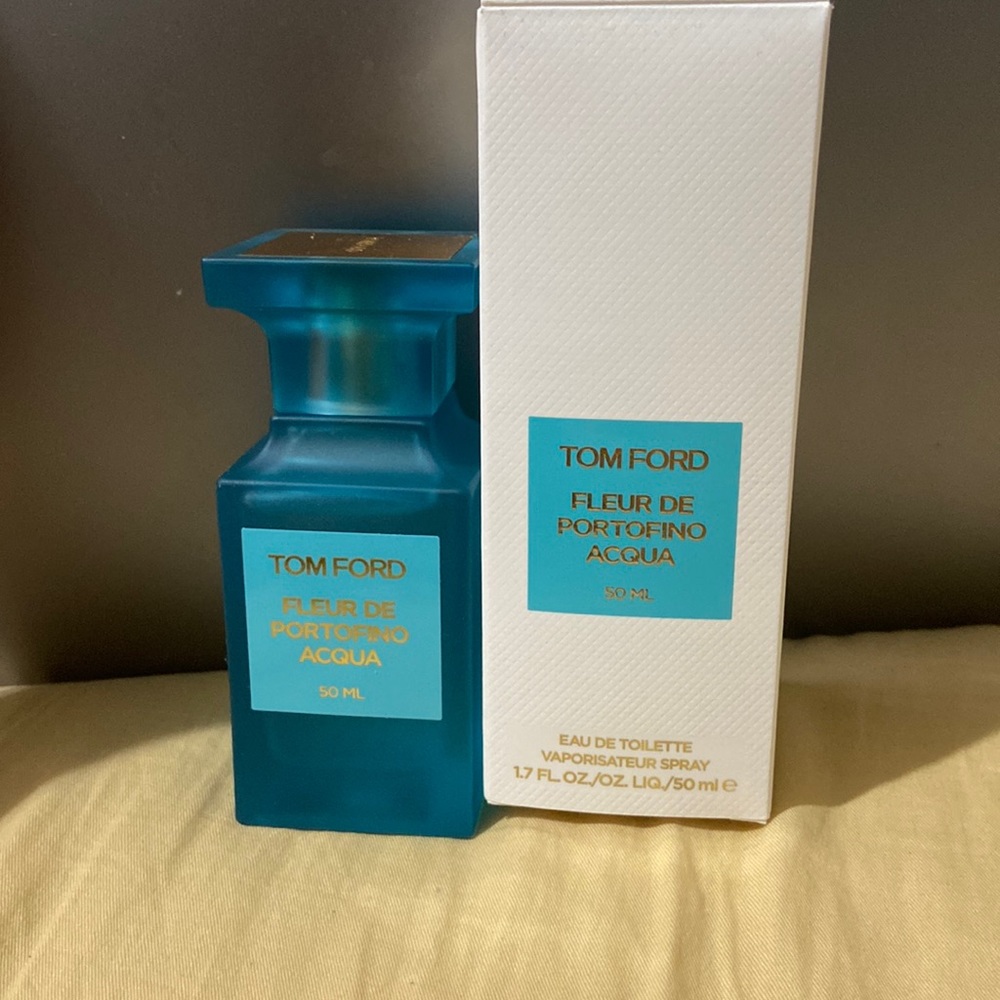 TOM FORD
FLEUR DE
PORTOFINO
ACQUA
50 ML
TOM FORD
FLEUR DE
PORTOFINO
ACQUA
50 ML
EAU DE TOILETTE
VAPORISATEUR SPRAY
1.7 FL. OZ./OZ. LIQ./50 ml e